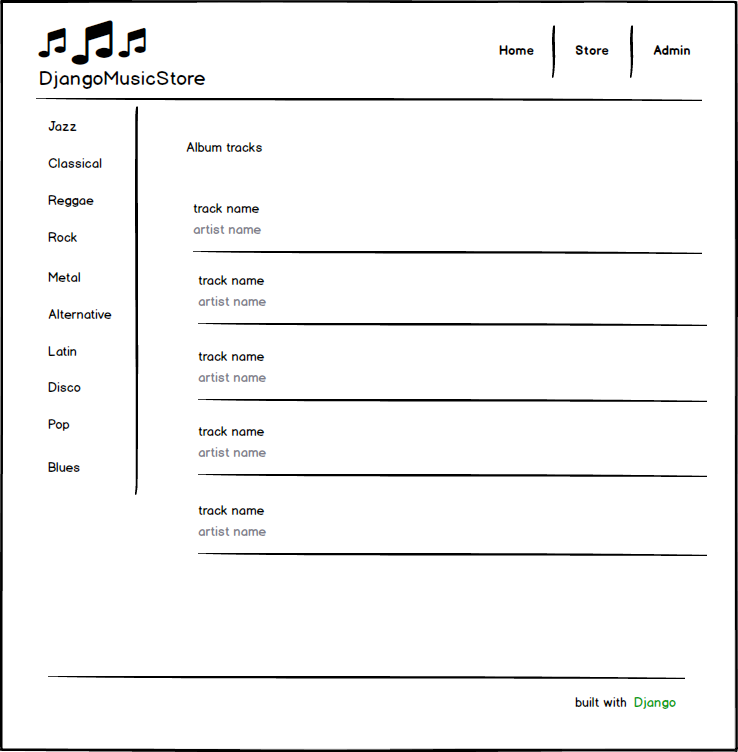 DjangoMusicStore
Home
Store
Admin
Jazz
Classical
Reggae
Rock
Metal
Alternative
Latin
Disco
Pop
Blues
Album tracks
track name
artist name
track name
artist name
track name
artist name
track name
artist name
track name
artist name
built with Django